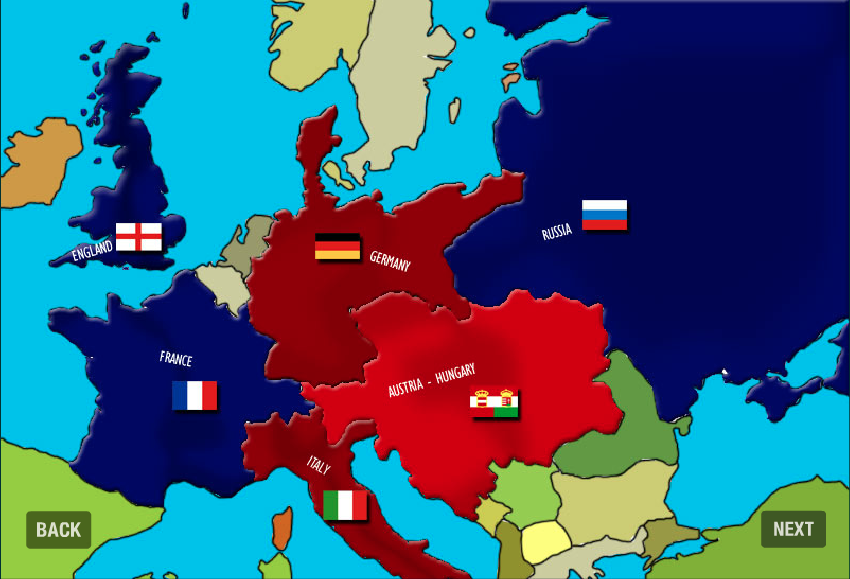 ENGLAND
RUSSIA
GERMANY
FRANCE
AUSTRIA - HUNGARY
ITALY
BACK
NEXT